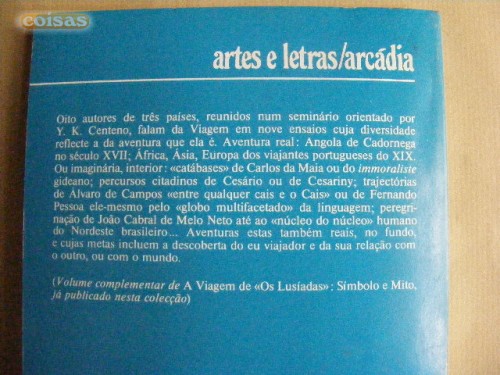 coisas
artes e letras/arcádia
Oito autores de três países, reunidos num seminário orientado por
Y. K. Centeno, falam da Viagem em nove ensaios cuja diversidade
reflecte a da aventura que ela é. Aventura real: Angola de Cadornega
no século XVII; África, Ásia, Europa dos viajantes portugueses do XIX.
Ou imaginária, interior: «catábases» de Carlos da Maia ou do immoraliste
gideano; percursos citadinos de Cesário ou de Cesariny; trajectórias
de Álvaro de Campos «entre qualquer cais e o Cais» ou de Fernando
Pessoa ele-mesmo pelo «globo multifacetado» da linguagem; peregri-
nação de João Cabral de Melo Neto até ao «núcleo do núcleo» humano
do Nordeste brasileiro... Aventuras estas também reais, no fundo,
e cujas metas incluem a descoberta do eu viajador e da sua relação com
o outro, ou com o mundo.
(Volume complementar de A Viagem de «Os Lusíadas»: Símbolo e Mito,
já publicado nesta colecção)